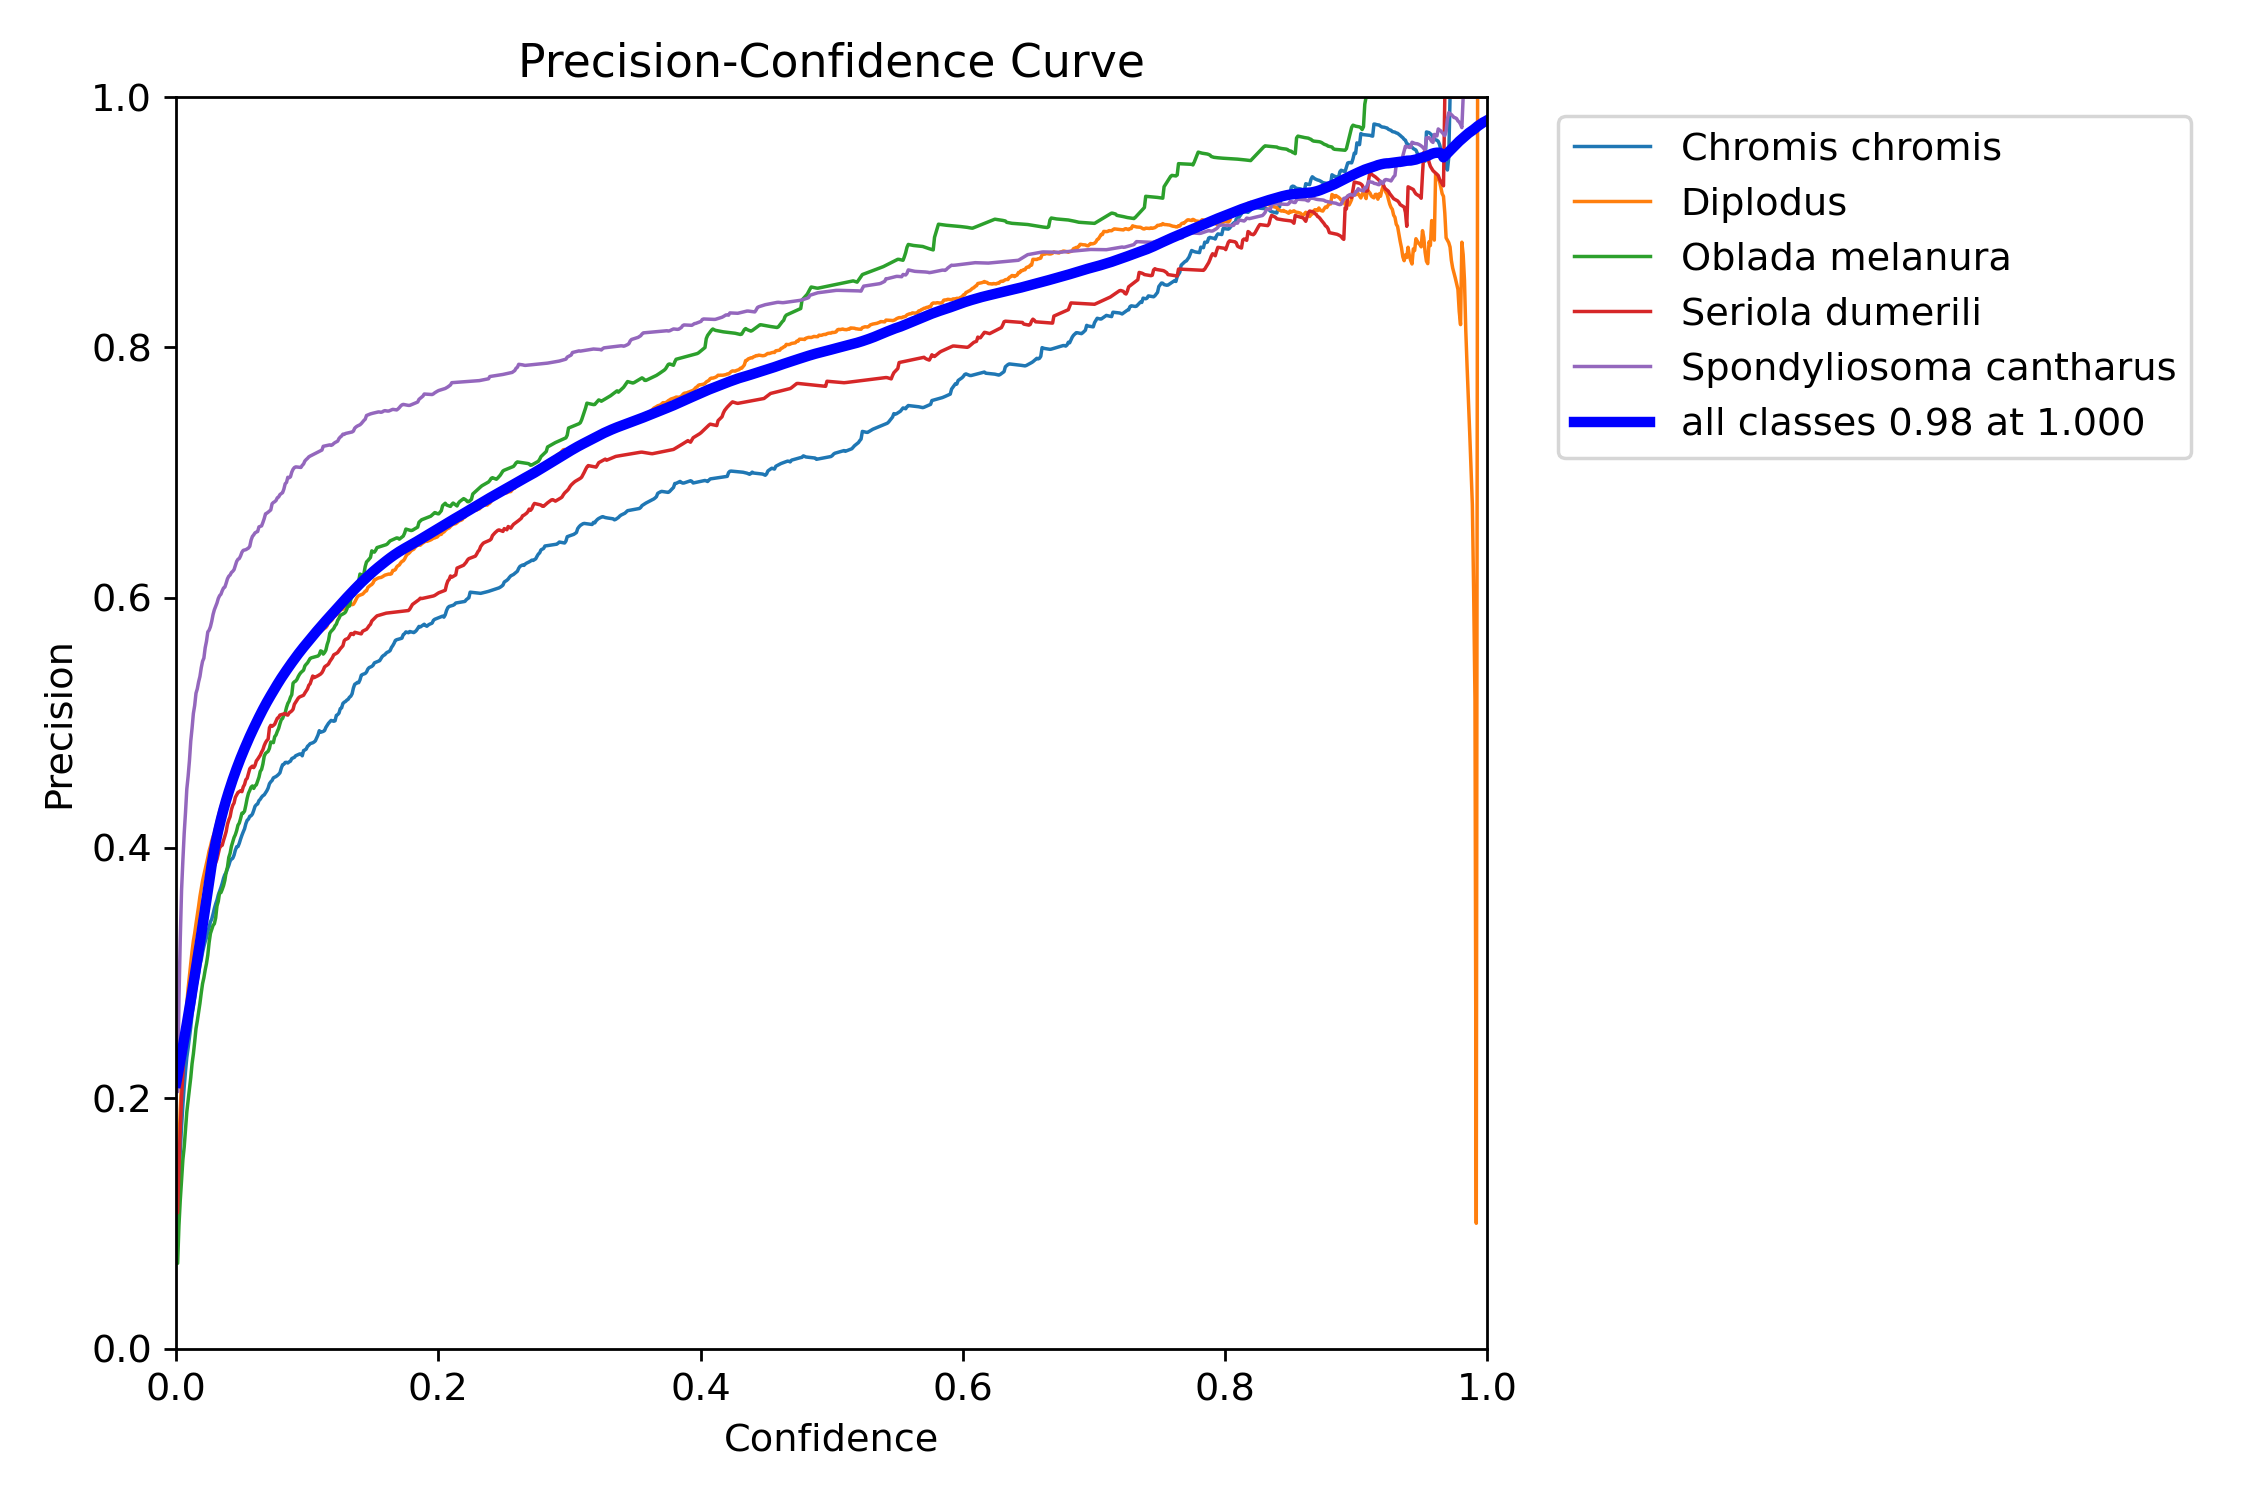 Precision-Confidence Curve
1.0
0.8
0.6
0.4
0.2
0.0
Precision
0.0 0.2 0.4 0.6 0.8 1.0
Confidence
Chromis chromis
Diplodus
Oblada melanura
Seriola dumerili
Spondyliosoma cantharus
all classes 0.98 at 1.000